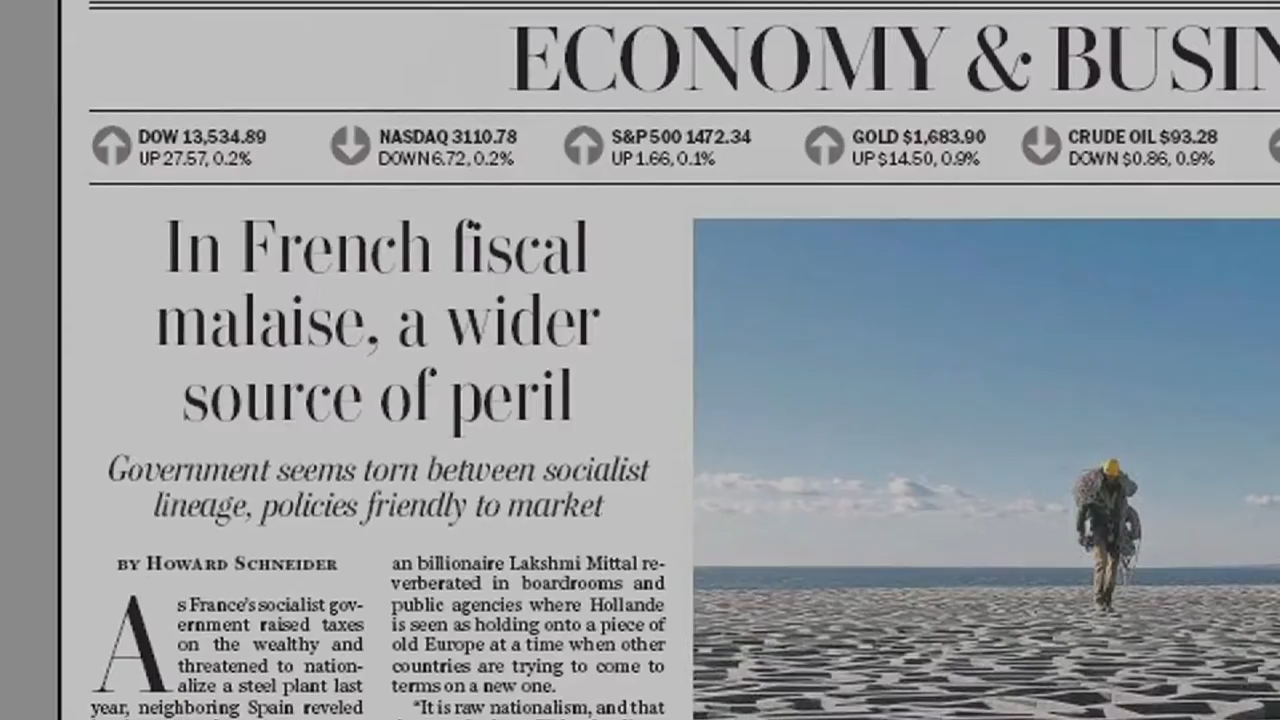 ECONOMY & BUSIN
DOW 13,534.89
UP 27.57, 0.2%
NASDAQ 3110.78
DOWN 6.72, 0.2%
S&P 500 1472.34
UP 1.66, 0.1%
GOLD $1,683.90
UP $14.50, 0.9%
CRUDE OIL $93.28
DOWN $0.86, 0.9%
In French fiscal
malaise, a wider
source of peril
Government seems torn between socialist
lineage, policies friendly to market
BY HOWARD SCHNEIDER
As France's socialist gov-
ernment raised taxes
on the wealthy and
threatened to nation-
alize a steel plant last
year, neighboring Spain reveled
an billionaire Lakshmi Mittal re-
verberated in boardrooms and
public agencies where Hollande
is seen as holding onto a piece of
old Europe at a time when other
countries are trying to come to
terms on a new one.
"It is raw nationalism, and that